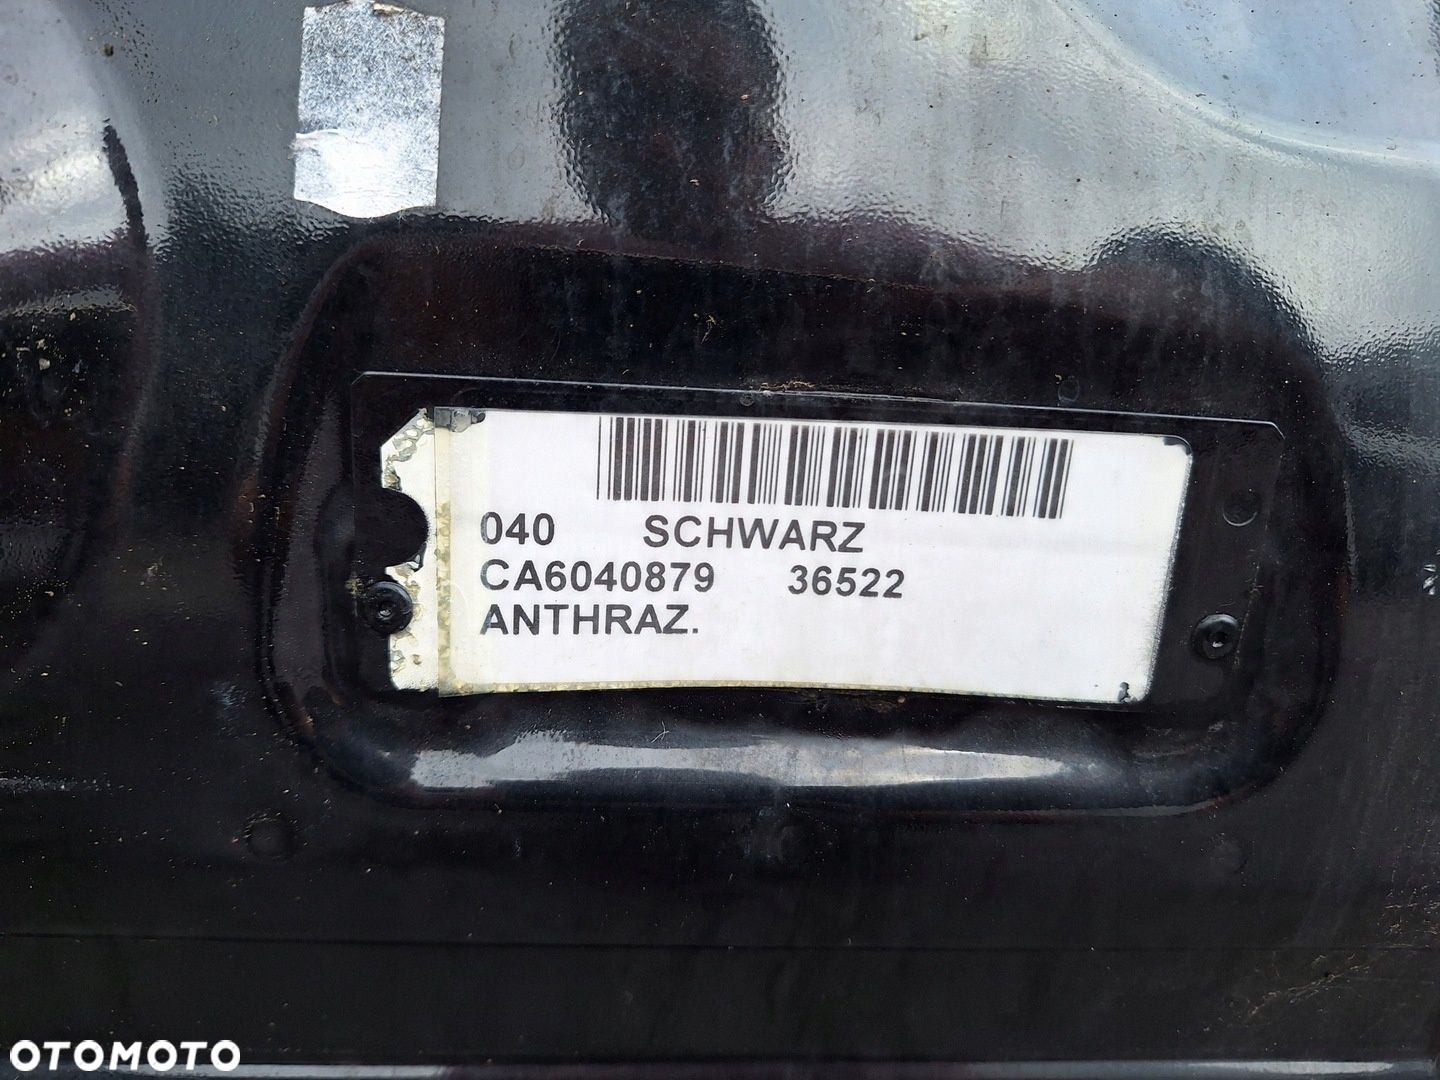 040 SCHWARZ
CA6040879 36522
ANTHRAZ.
OTOMOTO